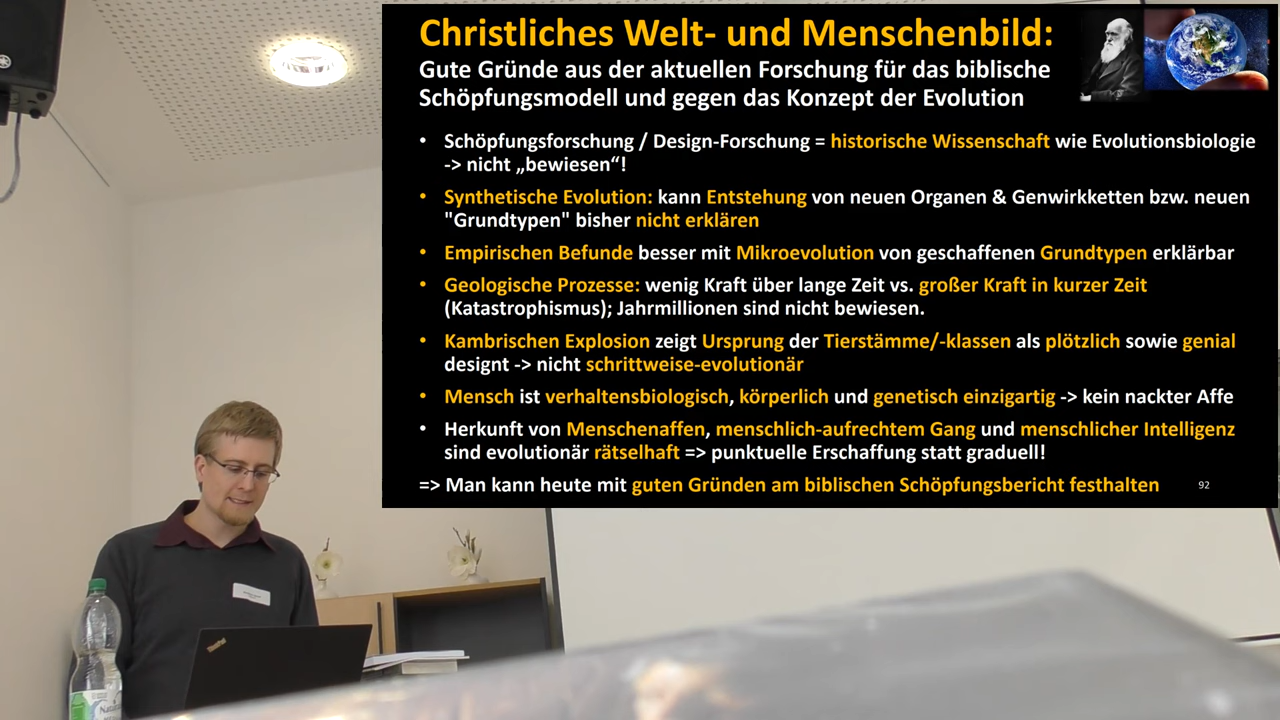 Christliches Welt- und Menschenbild:
Gute Gründe aus der aktuellen Forschung für das biblische
Schöpfungsmodell und gegen das Konzept der Evolution
• Schöpfungsforschung / Design-Forschung = historische Wissenschaft wie Evolutionsbiologie
-> nicht „bewiesen“!
• Synthetische Evolution: kann Entstehung von neuen Organen & Genwirkketten bzw. neuen
"Grundtypen" bisher nicht erklären
• Empirischen Befunde besser mit Mikroevolution von geschaffenen Grundtypen erklärbar
• Geologische Prozesse: wenig Kraft über lange Zeit vs. großer Kraft in kurzer Zeit
(Katastrophismus); Jahrmillionen sind nicht bewiesen.
• Kambrischen Explosion zeigt Ursprung der Tierstämme/-klassen als plötzlich sowie genial
designt -> nicht schrittweise-evolutionär
• Mensch ist verhaltensbiologisch, körperlich und genetisch einzigartig -> kein nackter Affe
• Herkunft von Menschenaffen, menschlich-aufrechtem Gang und menschlicher Intelligenz
sind evolutionär rätselhaft => punktuelle Erschaffung statt graduell!
=> Man kann heute mit guten Gründen am biblischen Schöpfungsbericht festhalten
92
ThinkPad